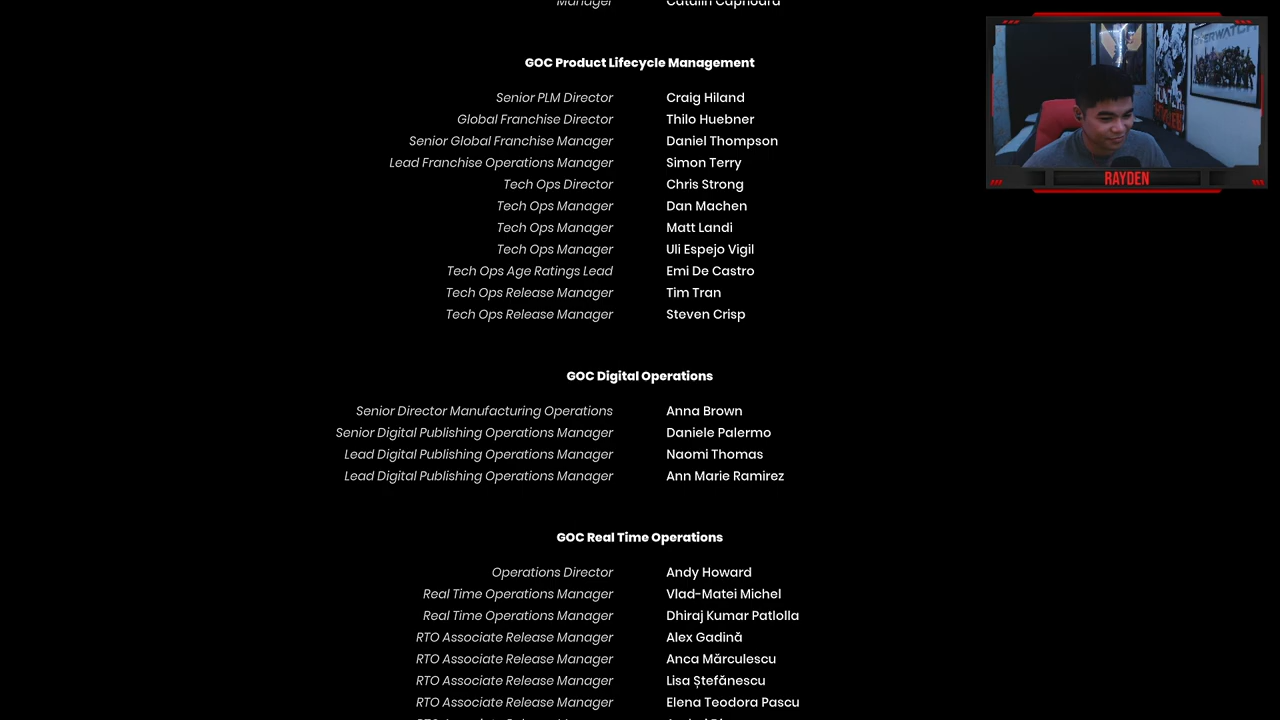 Manager Catalin Caphoara
GOC Product Lifecycle Management
Senior PLM Director Craig Hiland
Global Franchise Director Thilo Huebner
Senior Global Franchise Manager Daniel Thompson
Lead Franchise Operations Manager Simon Terry
Tech Ops Director Chris Strong
Tech Ops Manager Dan Machen
Tech Ops Manager Matt Landi
Tech Ops Manager Uli Espejo Vigil
Tech Ops Age Ratings Lead Emi De Castro
Tech Ops Release Manager Tim Tran
Tech Ops Release Manager Steven Crisp
GOC Digital Operations
Senior Director Manufacturing Operations Anna Brown
Senior Digital Publishing Operations Manager Daniele Palermo
Lead Digital Publishing Operations Manager Naomi Thomas
Lead Digital Publishing Operations Manager Ann Marie Ramirez
GOC Real Time Operations
Operations Director Andy Howard
Real Time Operations Manager Vlad-Matei Michel
Real Time Operations Manager Dhiraj Kumar Patlolla
RTO Associate Release Manager Alex Gadină
RTO Associate Release Manager Anca Mărculescu
RTO Associate Release Manager Lisa Ștefănescu
RTO Associate Release Manager Elena Teodora Pascu
OVERWATCH
RAYDEN